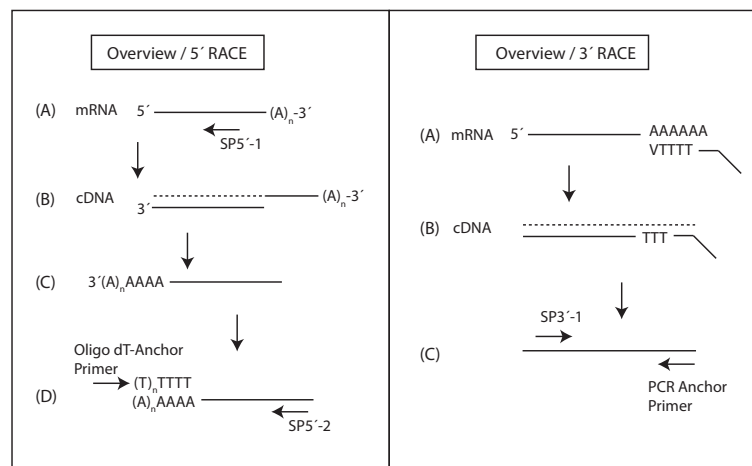 Overview / 5´ RACE
(A) mRNA 5´ (A)n-3´
SP5´-1
(B) cDNA 3´ (A)n-3´
(C) 3´(A)nAAAA
Oligo dT-Anchor
Primer
(T)nTTTT
(D) (A)nAAAA
SP5´-2
Overview / 3´ RACE
(A) mRNA 5´ AAAAAA
VTTTT
(B) cDNA TTT
SP3´-1
(C)
PCR Anchor
Primer